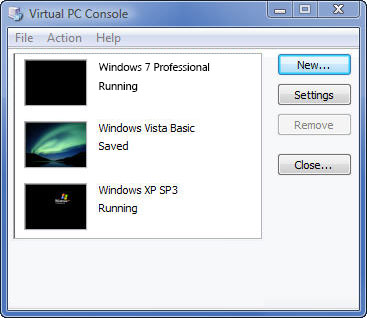 Virtual PC Console
File Action Help
Windows 7 Professional
Running
Windows Vista Basic
Saved
Windows XP SP3
Running
New...
Settings
Remove
Close...